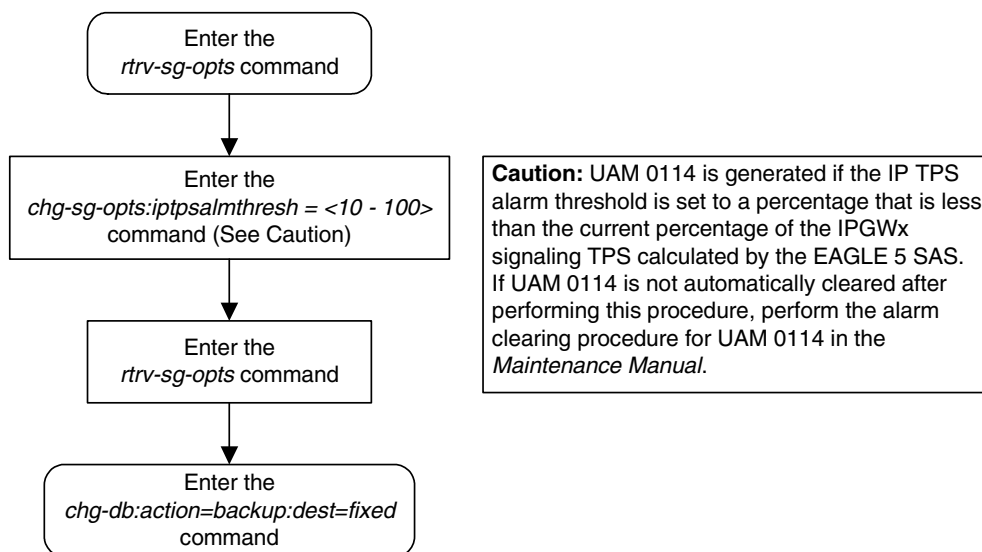 Enter the
rtrv-sg-opts command
Enter the
chg-sg-opts:iptpsalmthresh = <10 - 100>
command (See Caution)
Caution: UAM 0114 is generated if the IP TPS
alarm threshold is set to a percentage that is less
than the current percentage of the IPGWx
signaling TPS calculated by the EAGLE 5 SAS.
If UAM 0114 is not automatically cleared after
performing this procedure, perform the alarm
clearing procedure for UAM 0114 in the
Maintenance Manual.
Enter the
rtrv-sg-opts command
Enter the
chg-db:action=backup:dest=fixed
command